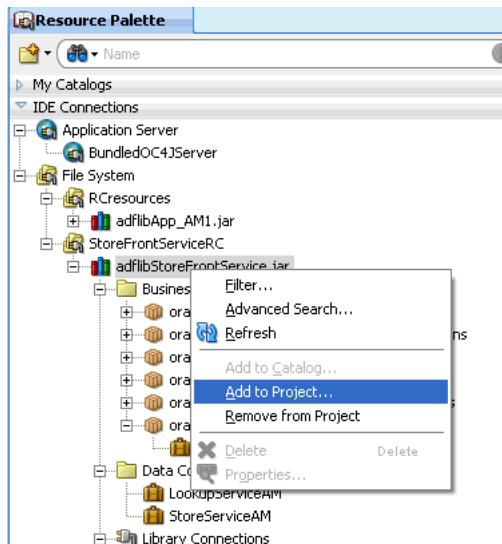 Resource Palette
Name
My Catalogs
IDE Connections
Application Server
BundledOC4JServer
File System
RCresources
adflibApp_AM1.jar
StoreFrontServiceRC
adflibStoreFrontService.jar
Busines
ora
ora
ns
ora
ora
ora
s
ora
Data Co
LookupServiceAM
StoreServiceAM
Library Connections
Filter...
Advanced Search...
Refresh
Add to Catalog...
Add to Project...
Remove from Project
Delete Delete
Properties...